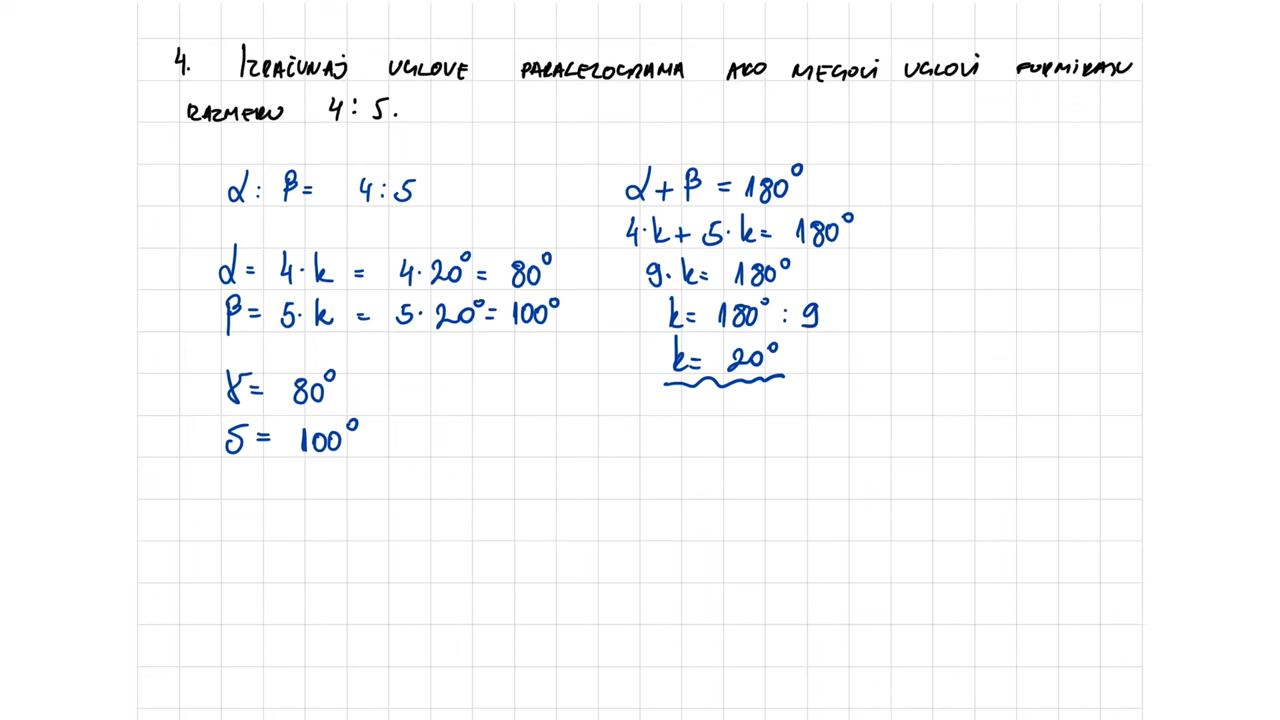 4. IZRAČUNAJ UGLOVE PARALELOGRAMA AKO NJEGOVI UGLOVI FORMIRAJU
RAZMERU 4 : 5.
α : β = 4 : 5
α = 4 · k = 4 · 20° = 80°
β = 5 · k = 5 · 20° = 100°
γ = 80°
δ = 100°
α + β = 180°
4 · k + 5 · k = 180°
9 · k = 180°
k = 180° : 9
k = 20°